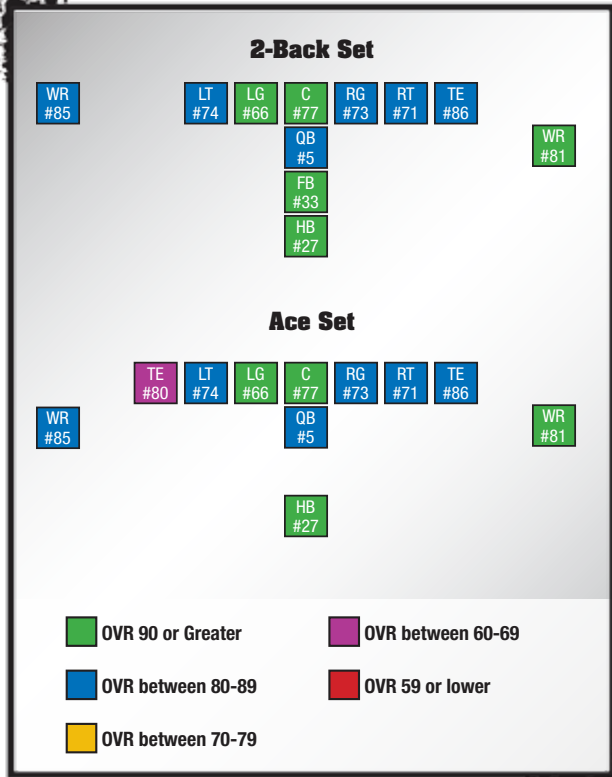 2-Back Set
WR LT LG C RG RT TE
#85 #74 #66 #77 #73 #71 #86
QB WR
#5 #81
FB
#33
HB
#27
Ace Set
TE LT LG C RG RT TE
#80 #74 #66 #77 #73 #71 #86
WR QB WR
#85 #5 #81
HB
#27
OVR 90 or Greater
OVR between 60-69
OVR between 80-89
OVR 59 or lower
OVR between 70-79